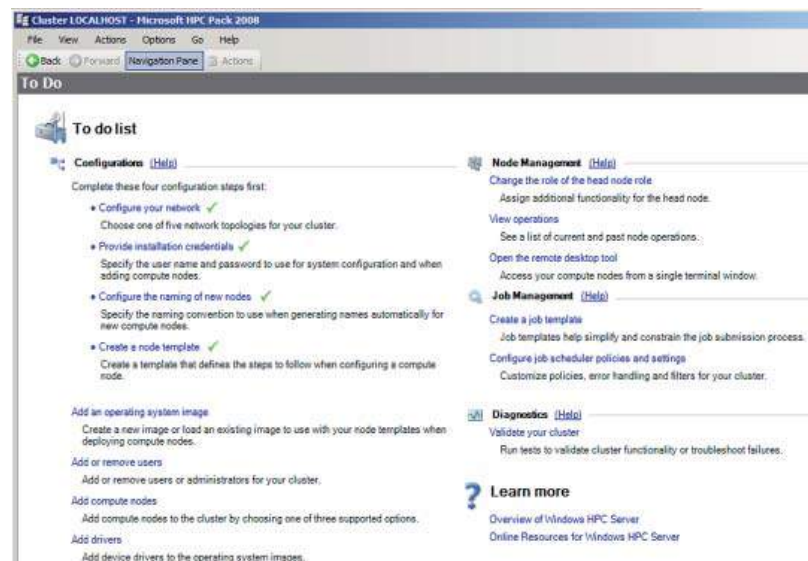 Cluster LOCALHOST - Microsoft HPC Pack 2008
File View Actions Options Go Help
Back Forward Navigation Pane Actions
To Do
To do list
Configurations (Help)
Complete these four configuration steps first:
• Configure your network ✓
Choose one of five network topologies for your cluster.
• Provide installation credentials ✓
Specify the user name and password to use for system configuration and when
adding compute nodes.
• Configure the naming of new nodes ✓
Specify the naming convention to use when generating names automatically for
new compute nodes.
• Create a node template ✓
Create a template that defines the steps to follow when configuring a compute
node.
Add an operating system image
Create a new image or load an existing image to use with your node templates when
deploying compute nodes.
Add or remove users
Add or remove users or administrators for your cluster.
Add compute nodes
Add compute nodes to the cluster by choosing one of three supported options.
Add drivers
Add device drivers to the operating system images.
Node Management (Help)
Change the role of the head node role
Assign additional functionality for the head node.
View operations
See a list of current and past node operations.
Open the remote desktop tool
Access your compute nodes from a single terminal window.
Job Management (Help)
Create a job template
Job templates help simplify and constrain the job submission process.
Configure job scheduler policies and settings
Customize policies, error handling and filters for your cluster.
Diagnostics (Help)
Validate your cluster
Run tests to validate cluster functionality or troubleshoot failures.
Learn more
Overview of Windows HPC Server
Online Resources for Windows HPC Server